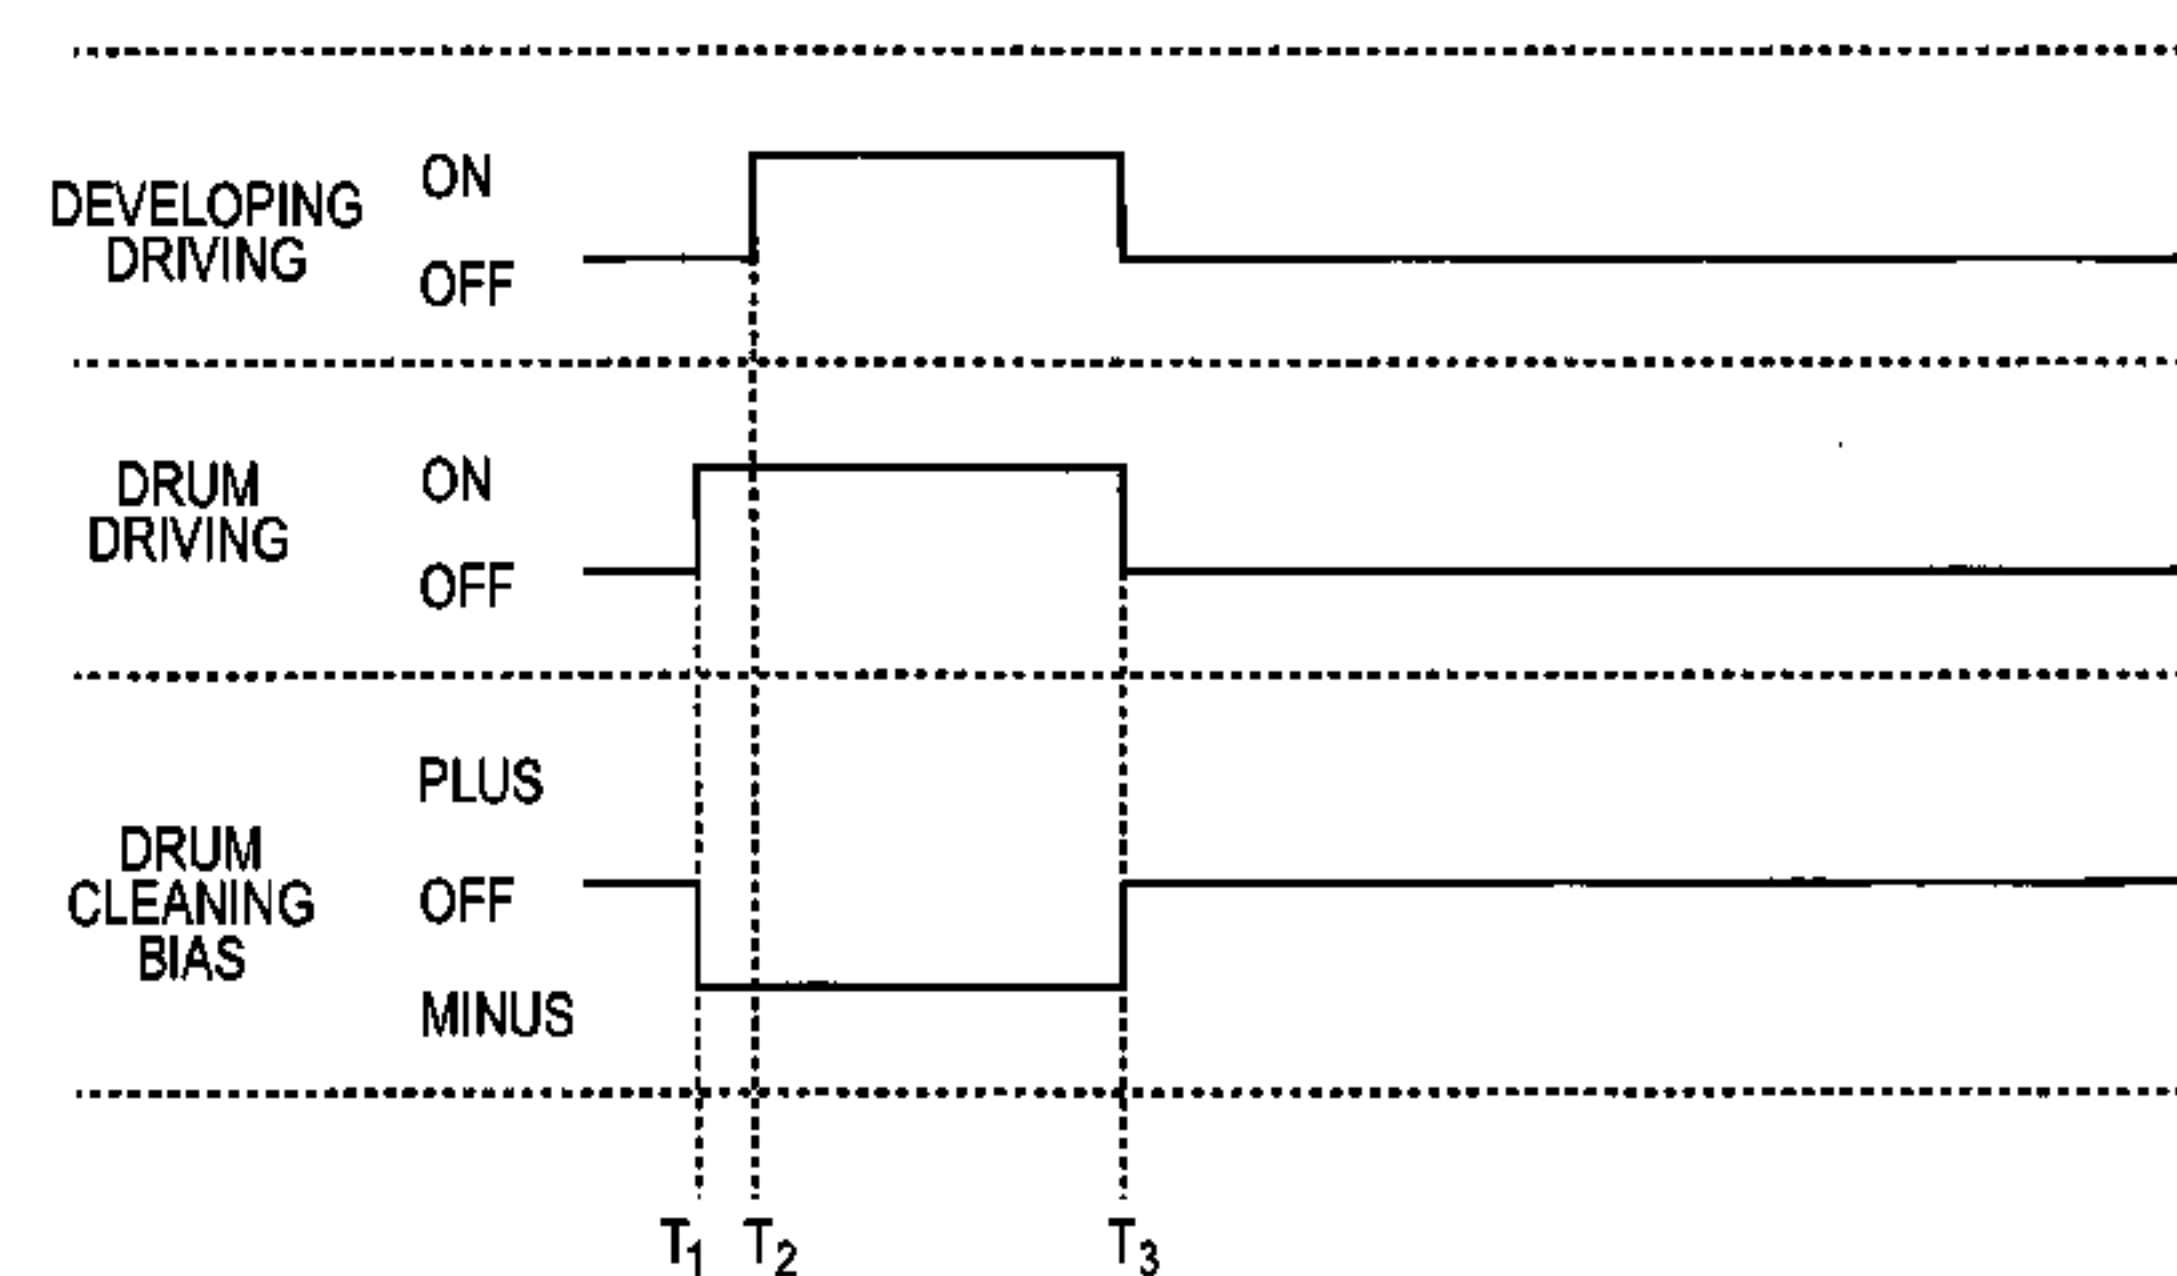 DEVELOPING
DRIVING
ON
OFF
DRUM
DRIVING
ON
OFF
DRUM
CLEANING
BIAS
PLUS
OFF
MINUS
T1 T2 T3